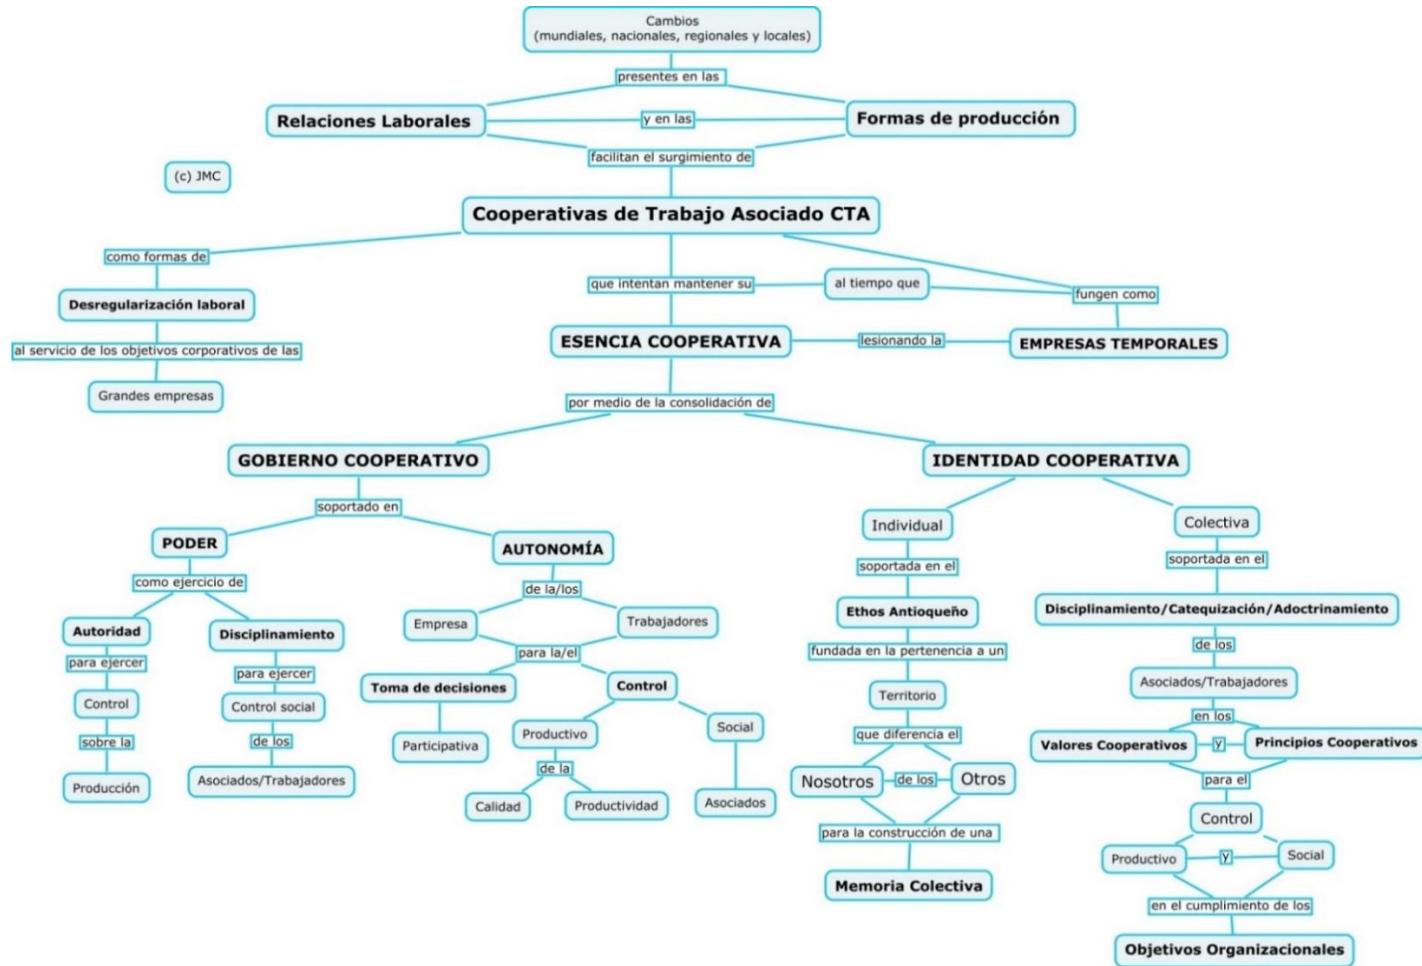 Cambios
(mundiales, nacionales, regionales y locales)
presentes en las
Relaciones Laborales
y en las
Formas de producción
facilitan el surgimiento de
(c) JMC
Cooperativas de Trabajo Asociado CTA
como formas de
que intentan mantener su
al tiempo que
fungen como
Desregularización laboral
ESENCIA COOPERATIVA
lesionando la
EMPRESAS TEMPORALES
al servicio de los objetivos corporativos de las
Grandes empresas
por medio de la consolidación de
GOBIERNO COOPERATIVO
IDENTIDAD COOPERATIVA
soportado en
PODER
AUTONOMÍA
como ejercicio de
de la/los
Autoridad
Disciplinamiento
Empresa
Trabajadores
para ejercer
para ejercer
para la/el
Control
Control social
Toma de decisiones
Control
sobre la
de los
Participativa
Productivo
Social
Producción
Asociados/Trabajadores
de la
Calidad
Productividad
Asociados
Individual
Colectiva
soportada en el
soportada en el
Ethos Antioqueño
Disciplinamiento/Catequización/Adoctrinamiento
fundada en la pertenencia a un
de los
Territorio
Asociados/Trabajadores
que diferencia el
en los
Nosotros
de los
Otros
Valores Cooperativos
y
Principios Cooperativos
para la construcción de una
para el
Memoria Colectiva
Control
Productivo
y
Social
en el cumplimiento de los
Objetivos Organizacionales